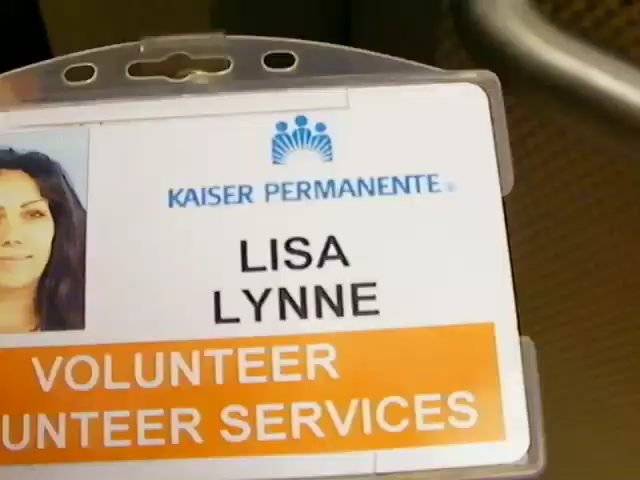 KAISER PERMANENTE®
LISA
LYNNE
VOLUNTEER
UNTEER SERVICES